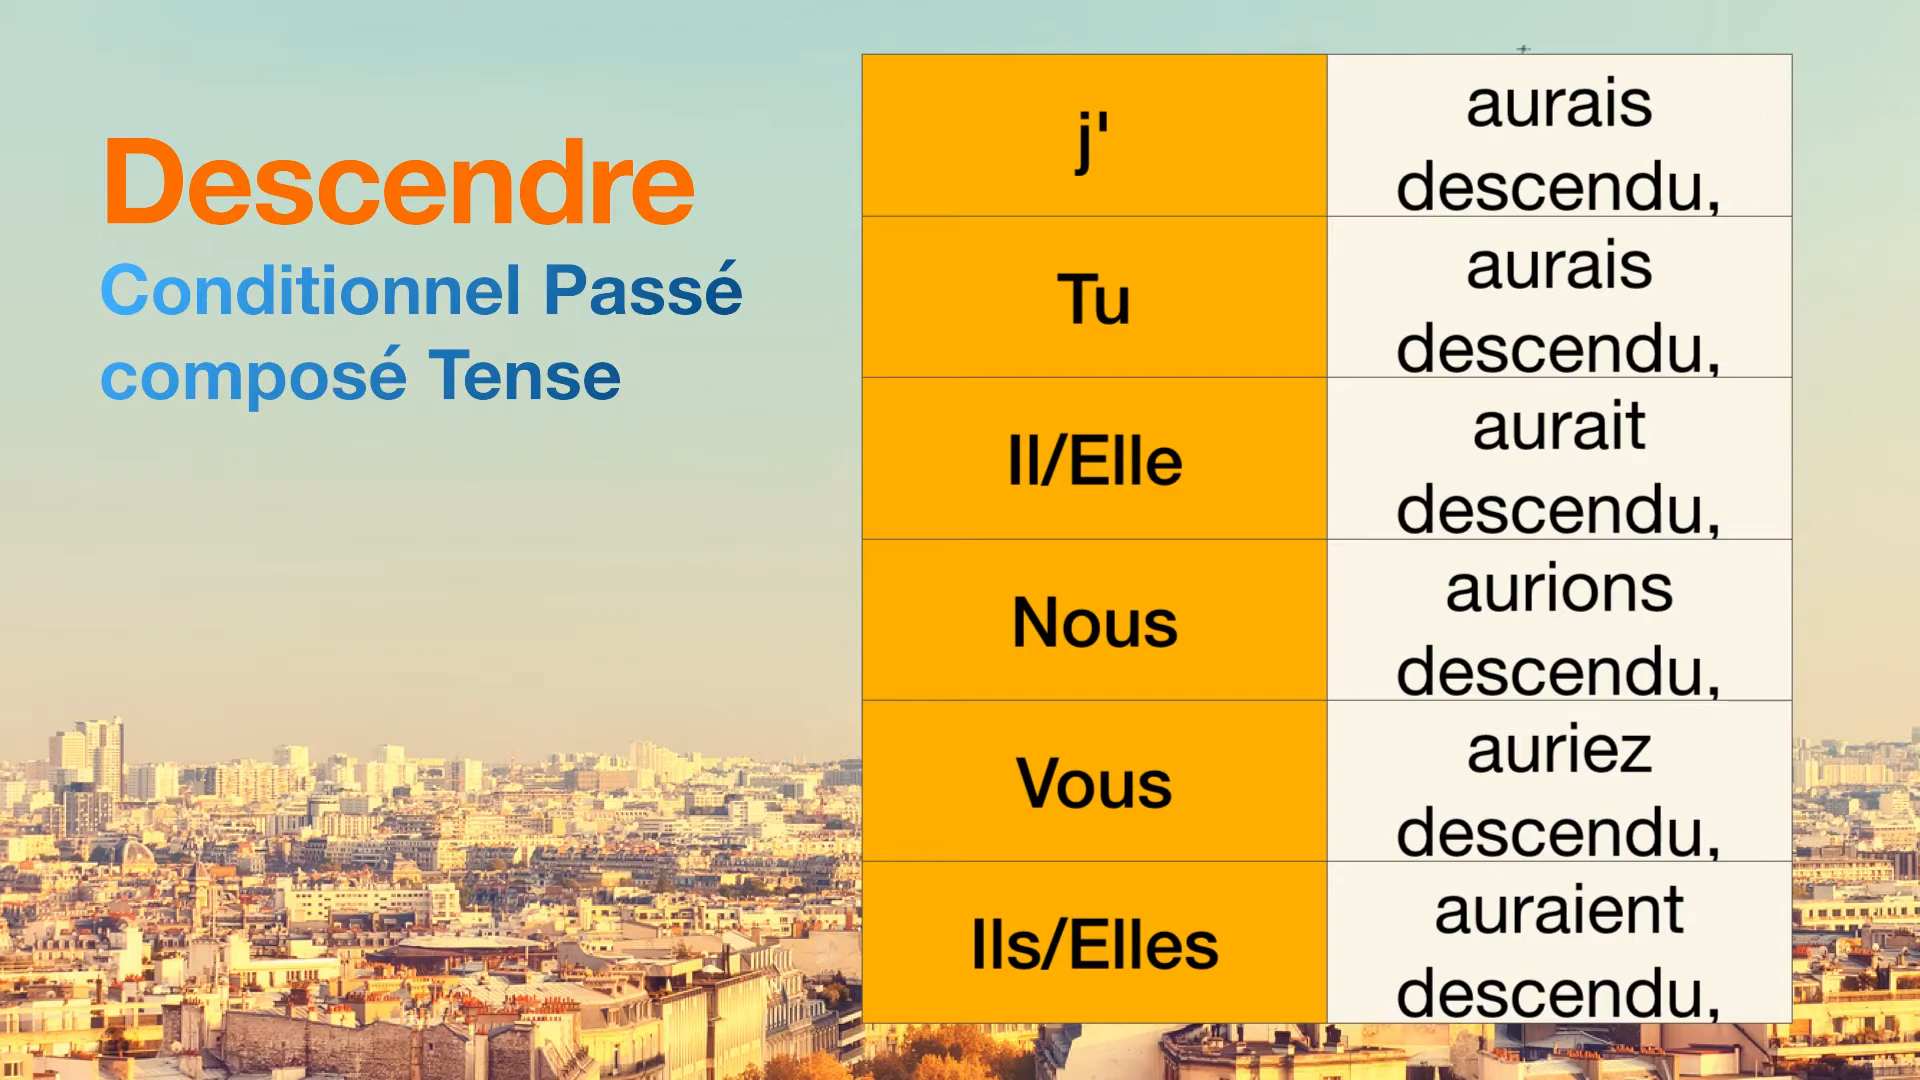 Descendre
Conditionnel Passé
composé Tense
j'
aurais
descendu,
Tu
aurais
descendu,
Il/Elle
aurait
descendu,
Nous
aurions
descendu,
Vous
auriez
descendu,
Ils/Elles
auraient
descendu,